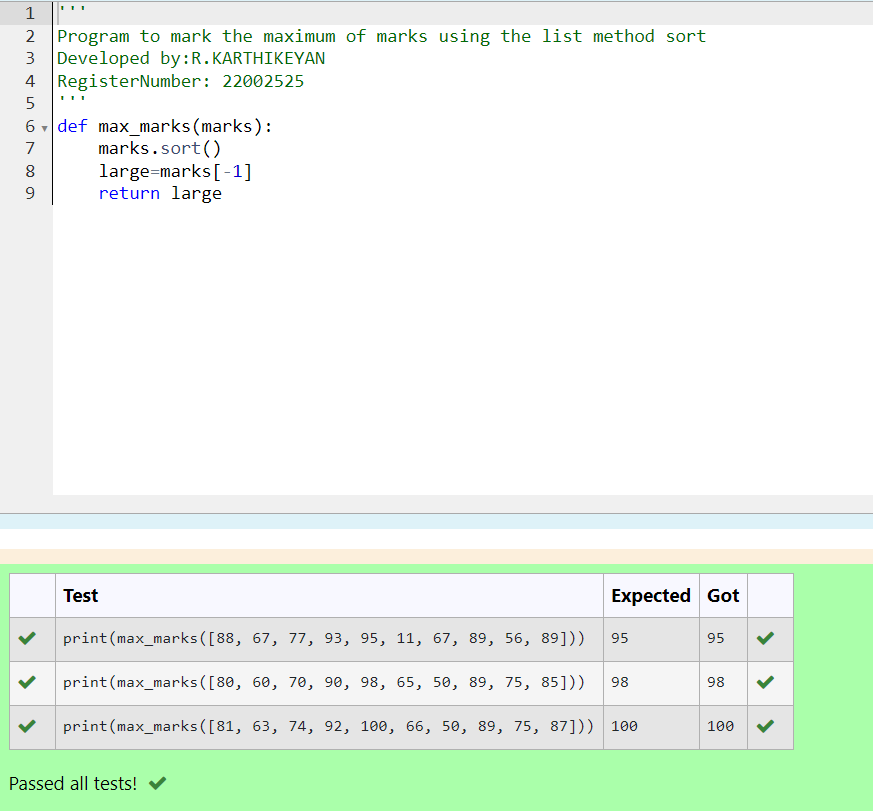 1 '''
2 Program to mark the maximum of marks using the list method sort
3 Developed by:R.KARTHIKEYAN
4 RegisterNumber: 22002525
5 '''
6 def max_marks(marks):
7     marks.sort()
8     large=marks[-1]
9     return large
Test Expected Got
print(max_marks([88, 67, 77, 93, 95, 11, 67, 89, 56, 89])) 95 95
print(max_marks([80, 60, 70, 90, 98, 65, 50, 89, 75, 85])) 98 98
print(max_marks([81, 63, 74, 92, 100, 66, 50, 89, 75, 87])) 100 100
Passed all tests!